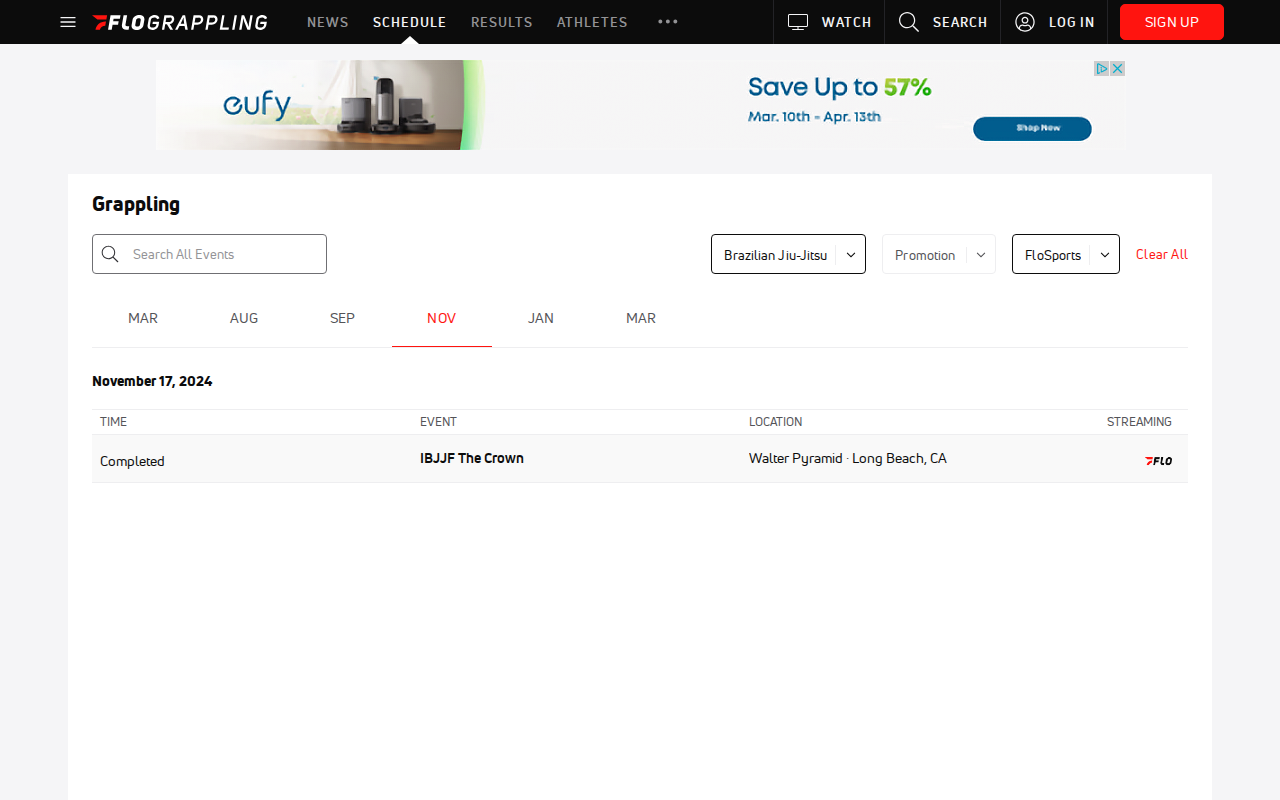 FLOGRAPPLING NEWS SCHEDULE RESULTS ATHLETES WATCH SEARCH LOG IN SIGN UP
eufy
Save Up to 57%
Mar. 10th - Apr. 13th
Shop Now
Grappling
Search All Events Brazilian Jiu-Jitsu Promotion FloSports Clear All
MAR AUG SEP NOV JAN MAR
November 17, 2024
TIME EVENT LOCATION STREAMING
Completed IBJJF The Crown Walter Pyramid · Long Beach, CA FLO